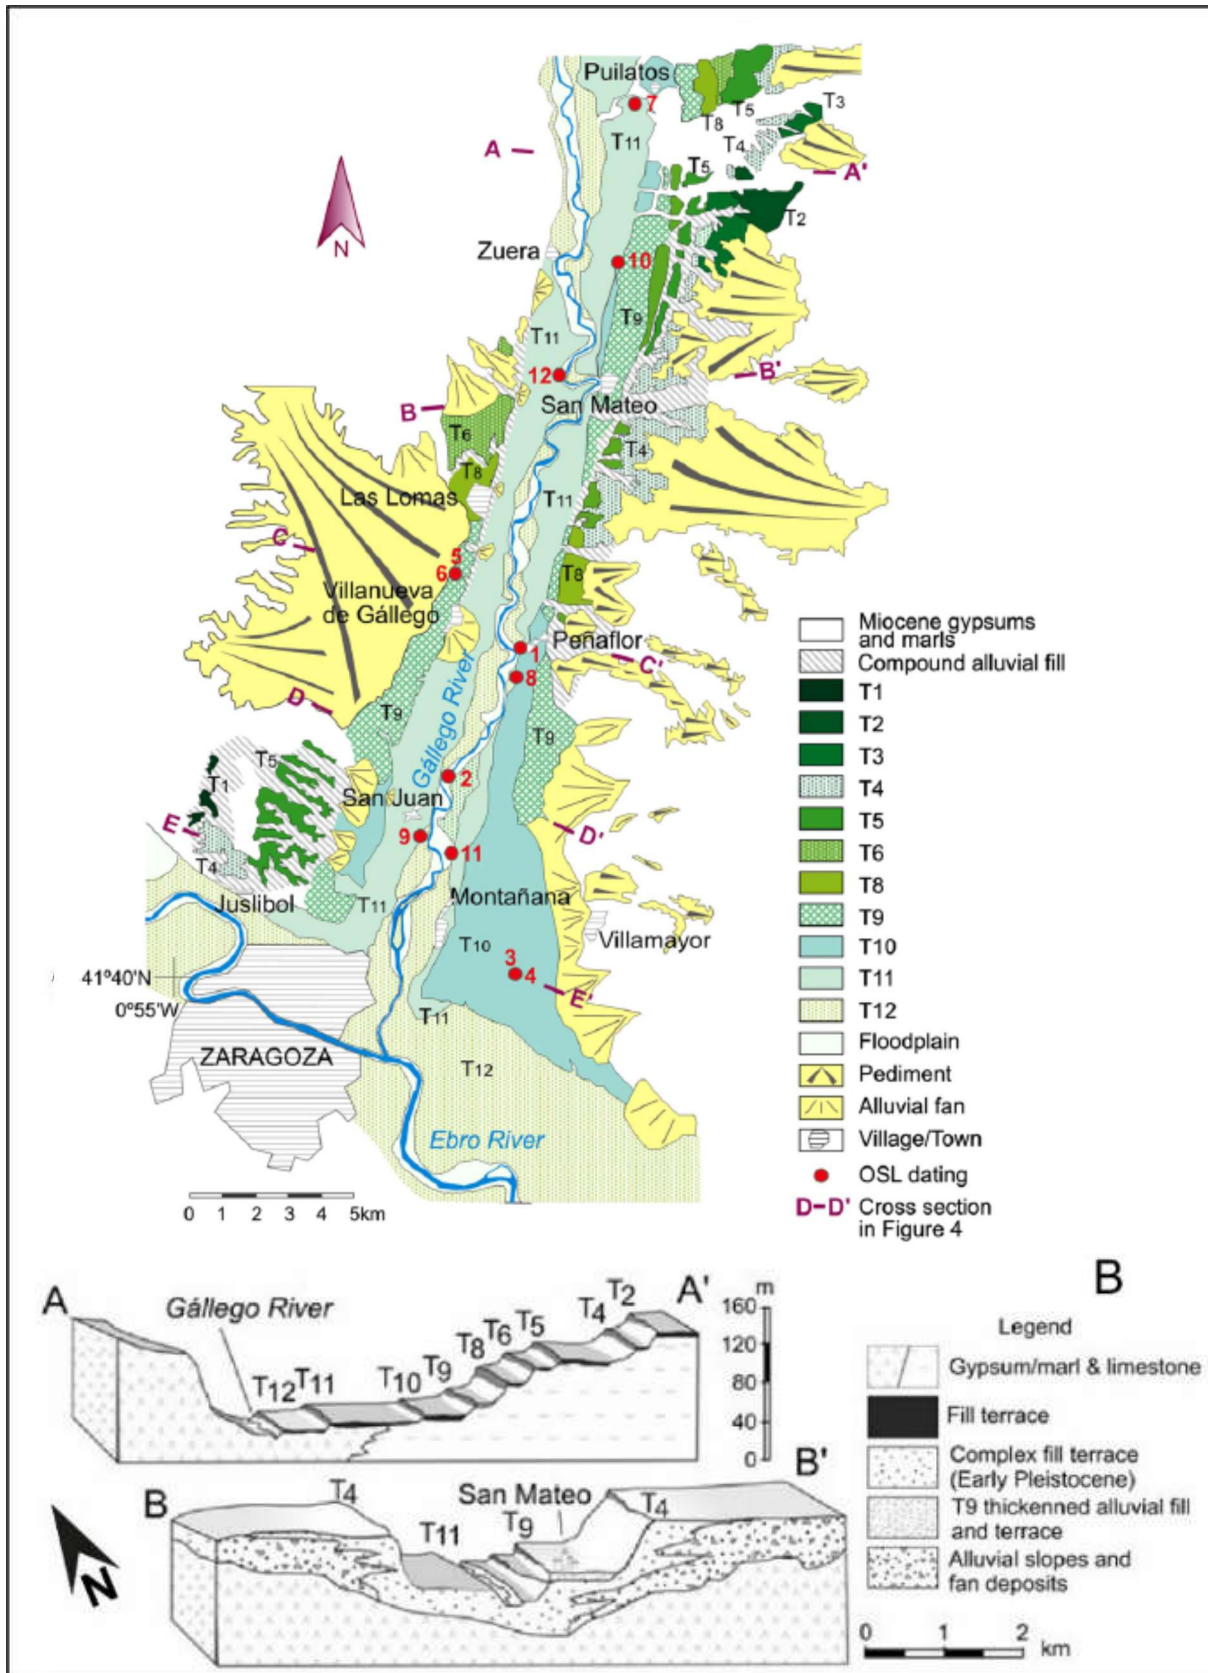 Puilatos
7
T3
T5
T8
T11
T4
A
T5
A'
T2
N
Zuera
10
T9
T11
12
B'
San Mateo
B
T6
T4
T8
T11
Las Lomas
C
5
6
T8
Villanueva
de Gállego
1
Peñaflor
C'
8
D
T9
T9
Gállego River
T5
T1
2
San Juan
E
9
D'
T4
11
Juslibol
T11
Montañana
T10
Villamayor
3
4
41º40'N
E'
0º55'W
T11
ZARAGOZA
T12
Ebro River
0 1 2 3 4 5km
Miocene gypsums
and marls
Compound alluvial fill
T1
T2
T3
T4
T5
T6
T8
T9
T10
T11
T12
Floodplain
Pediment
Alluvial fan
Village/Town
OSL dating
D–D' Cross section
in Figure 4
A
Gállego River
A'
m
160
120
80
40
0
T12
T11
T10
T9
T8
T6
T5
T4
T2
B
Legend
Gypsum/marl & limestone
Fill terrace
Complex fill terrace
(Early Pleistocene)
T9 thickenned alluvial fill
and terrace
Alluvial slopes and
fan deposits
B
B'
T4
San Mateo
T4
T11
T9
N
0 1 2
km